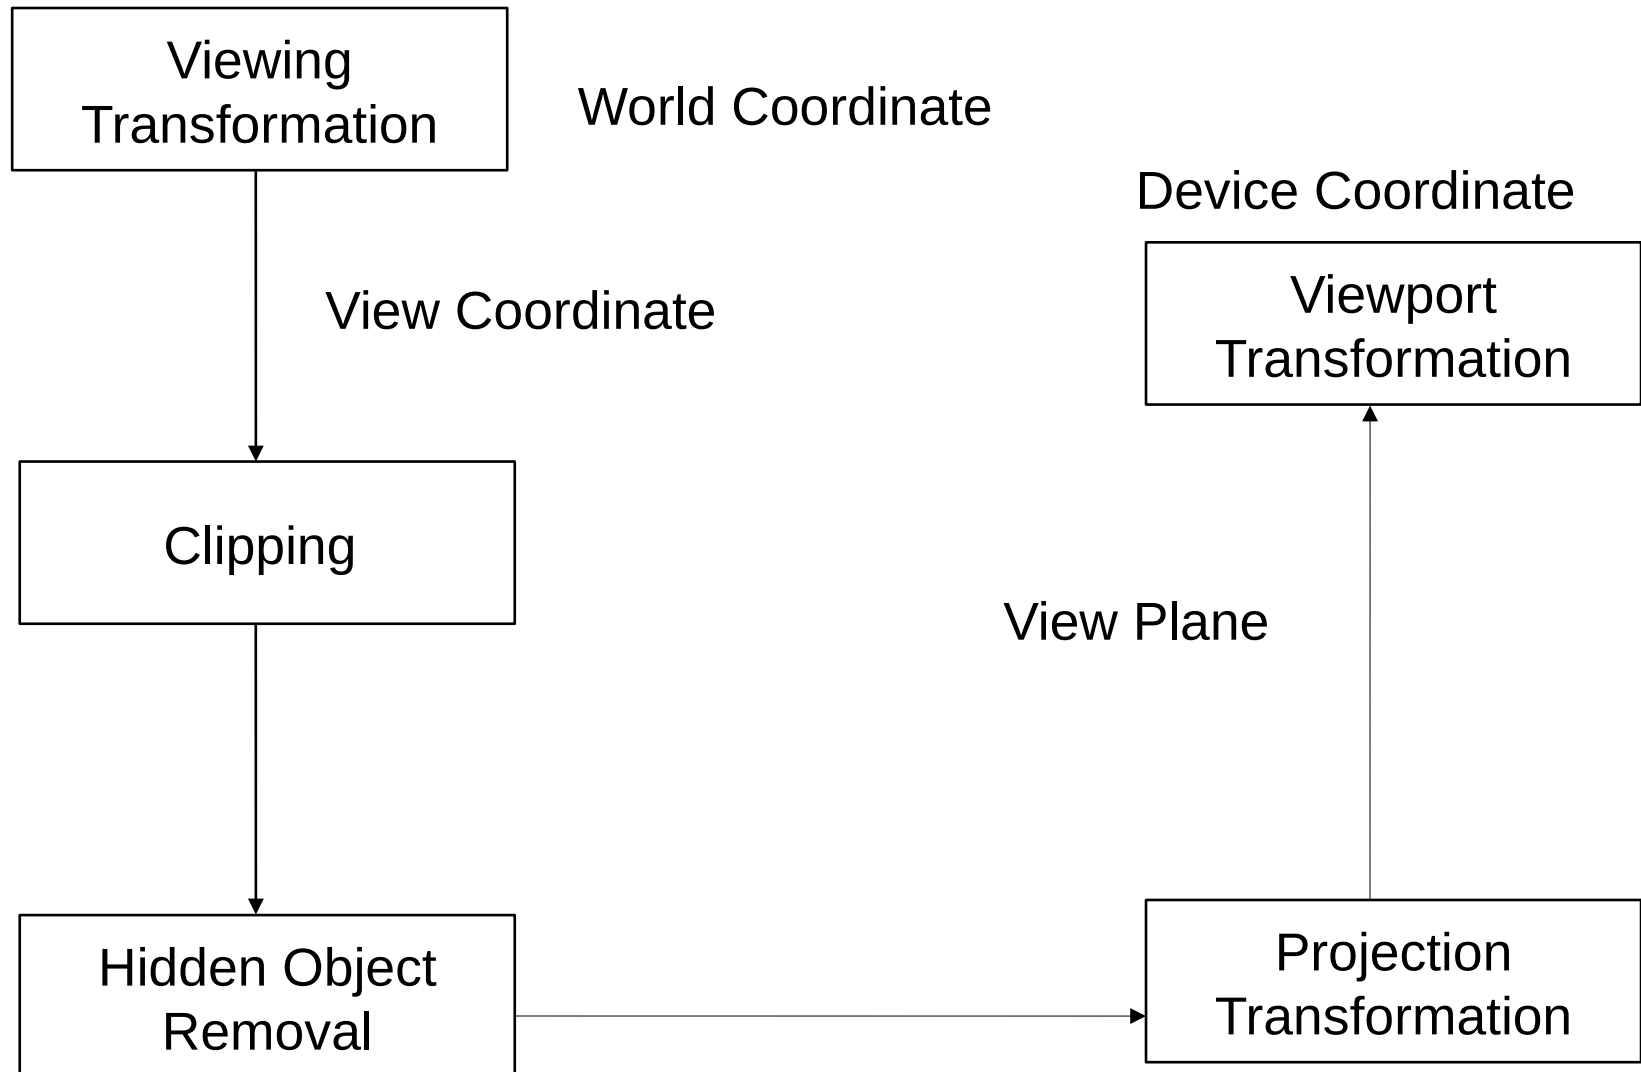 Viewing
Transformation
World Coordinate
Device Coordinate
View Coordinate
Viewport
Transformation
Clipping
View Plane
Hidden Object
Removal
Projection
Transformation